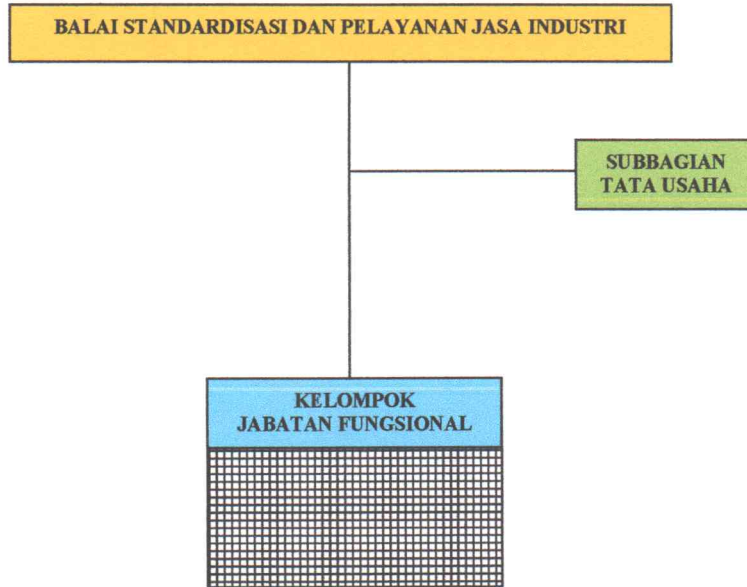 BALAI STANDARDISASI DAN PELAYANAN JASA INDUSTRI
SUBBAGIAN
TATA USAHA
KELOMPOK
JABATAN FUNGSIONAL